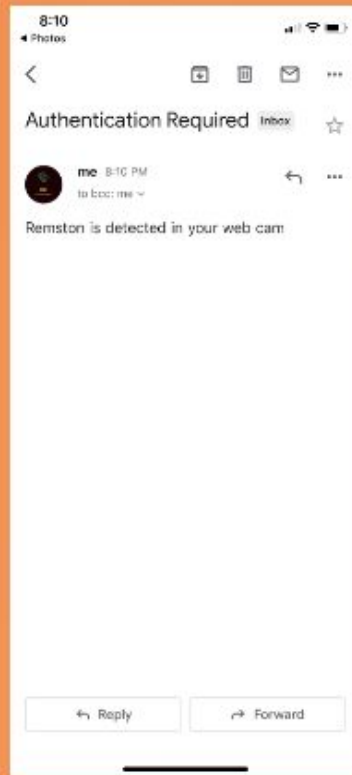 8:10
◀ Photos
Authentication Required Inbox
me 8:10 PM
to bcc: me
Remston is detected in your web cam
Reply
Forward